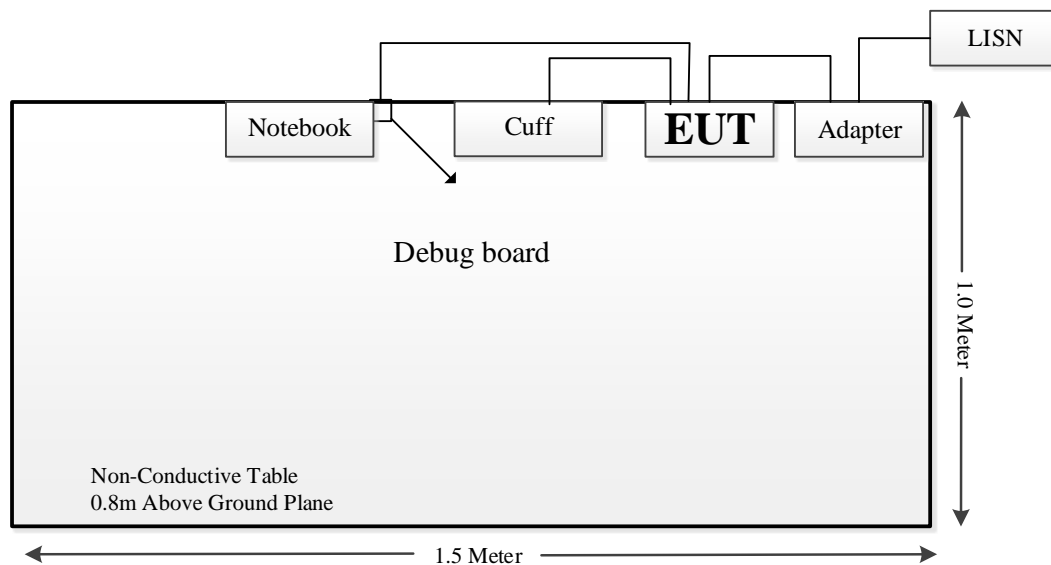 LISN
Notebook
Cuff
EUT
Adapter
Debug board
1.0 Meter
Non-Conductive Table
0.8m Above Ground Plane
1.5 Meter